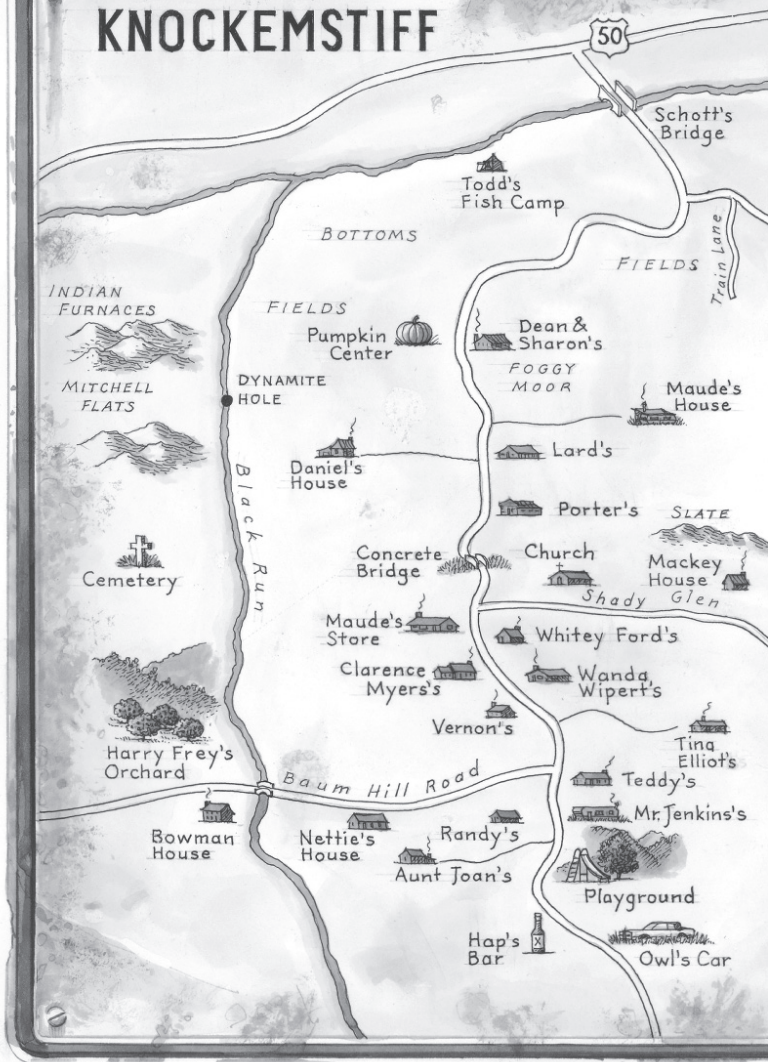 KNOCKEMSTIFF
50
Schott's
Bridge
Todd's
Fish Camp
BOTTOMS
Train Lane
FIELDS
INDIAN
FURNACES
FIELDS
Pumpkin
Center
Dean &
Sharon's
FOGGY
MOOR
MITCHELL
FLATS
DYNAMITE
HOLE
Maude's
House
Daniel's
House
Lard's
Black Run
Porter's
SLATE
Concrete
Bridge
Church
Mackey
House
Cemetery
Shady Glen
Maude's
Store
Whitey Ford's
Clarence
Myers's
Wanda
Wipert's
Vernon's
Tina
Elliot's
Harry Frey's
Orchard
Baum Hill Road
Teddy's
Mr. Jenkins's
Bowman
House
Nettie's
House
Randy's
Aunt Joan's
Playground
Hap's
Bar
X
Owl's Car